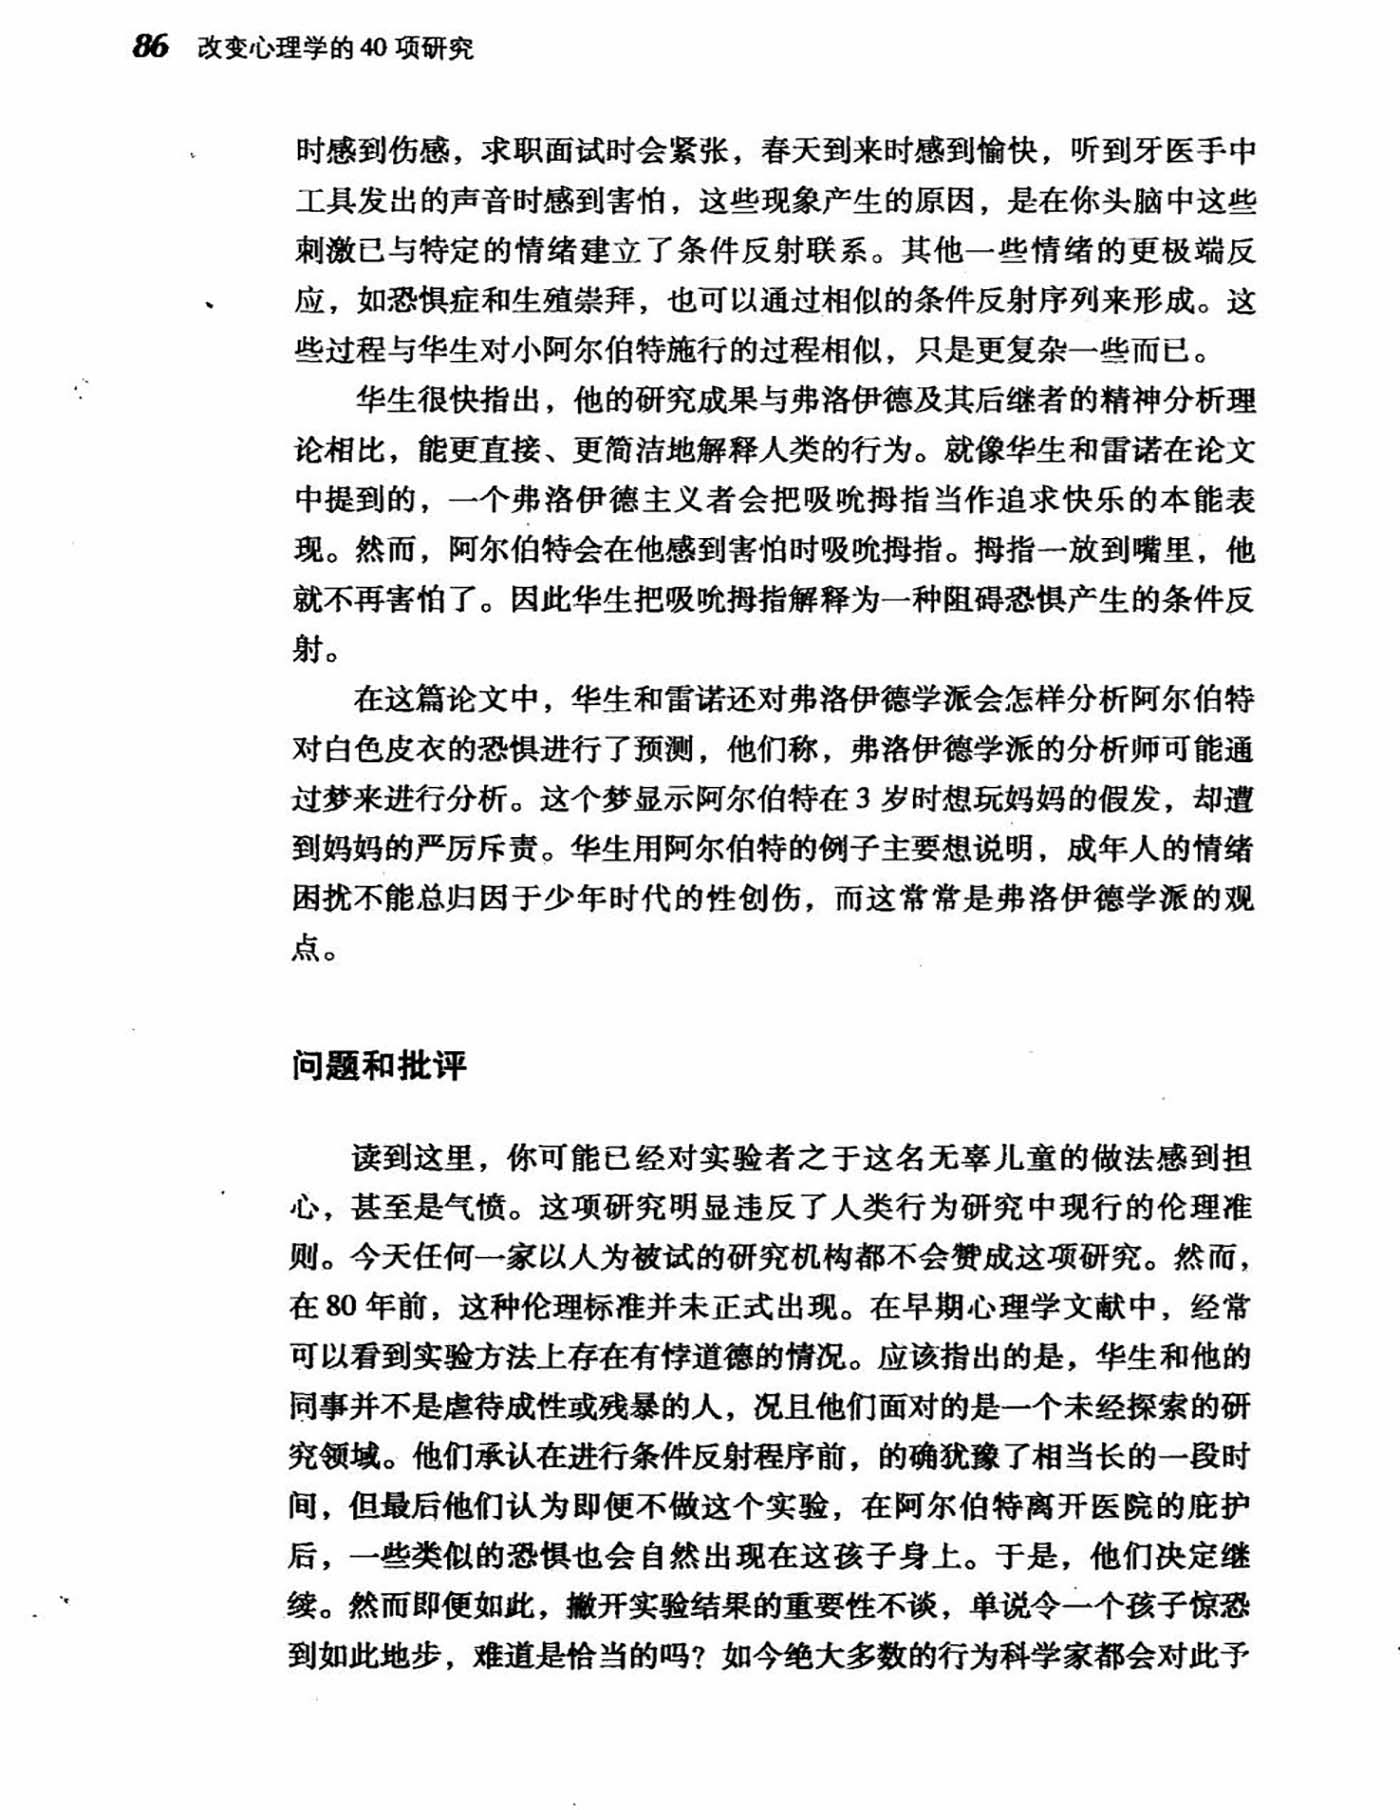 86 改变心理学的 40 项研究
时感到伤感，求职面试时会紧张，春天到来时感到愉快，听到牙医手中
工具发出的声音时感到害怕，这些现象产生的原因，是在你头脑中这些
刺激已与特定的情绪建立了条件反射联系。其他一些情绪的更极端反
应，如恐惧症和生殖崇拜，也可以通过相似的条件反射序列来形成。这
些过程与华生对小阿尔伯特施行的过程相似，只是更复杂一些而已。
华生很快指出，他的研究成果与弗洛伊德及其后继者的精神分析理
论相比，能更直接、更简洁地解释人类的行为。就像华生和雷诺在论文
中提到的，一个弗洛伊德主义者会把吸吮拇指当作追求快乐的本能表
现。然而，阿尔伯特会在他感到害怕时吸吮拇指。拇指一放到嘴里，他
就不再害怕了。因此华生把吸吮拇指解释为一种阻碍恐惧产生的条件反
射。
在这篇论文中，华生和雷诺还对弗洛伊德学派会怎样分析阿尔伯特
对白色皮衣的恐惧进行了预测，他们称，弗洛伊德学派的分析师可能通
过梦来进行分析。这个梦显示阿尔伯特在 3 岁时想玩妈妈的假发，却遭
到妈妈的严厉斥责。华生用阿尔伯特的例子主要想说明，成年人的情绪
困扰不能总归因于少年时代的性创伤，而这常常是弗洛伊德学派的观
点。
问题和批评
读到这里，你可能已经对实验者之于这名无辜儿童的做法感到担
心，甚至是气愤。这项研究明显违反了人类行为研究中现行的伦理准
则。今天任何一家以人为被试的研究机构都不会赞成这项研究。然而，
在 80 年前，这种伦理标准并未正式出现。在早期心理学文献中，经常
可以看到实验方法上存在有悖道德的情况。应该指出的是，华生和他的
同事并不是虐待成性或残暴的人，况且他们面对的是一个未经探索的研
究领域。他们承认在进行条件反射程序前，的确犹豫了相当长的一段时
间，但最后他们认为即便不做这个实验，在阿尔伯特离开医院的庇护
后，一些类似的恐惧也会自然出现在这孩子身上。于是，他们决定继
续。然而即便如此，撇开实验结果的重要性不谈，单说令一个孩子惊恐
到如此地步，难道是恰当的吗？如今绝大多数的行为科学家都会对此予